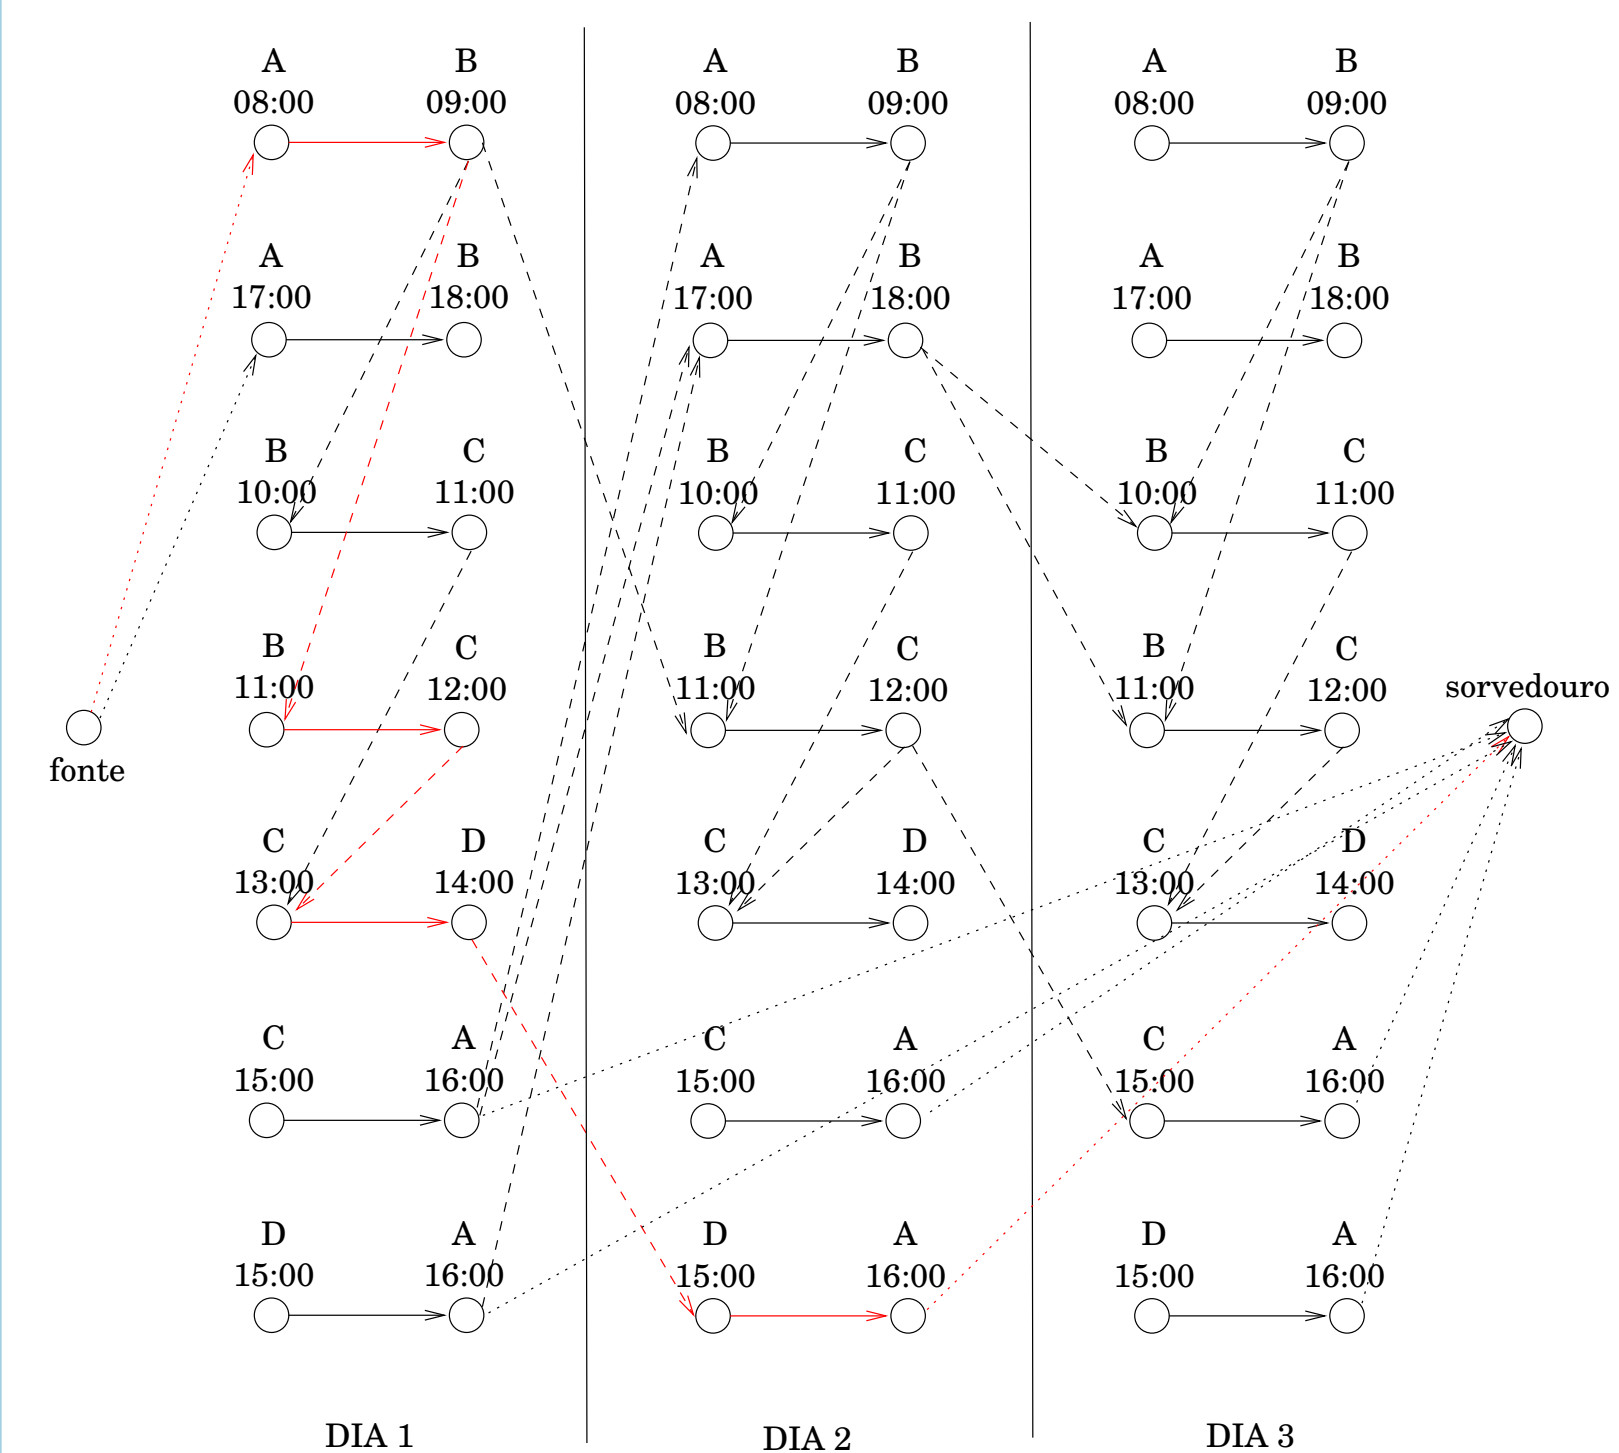 A B A B A B
08:00 09:00 08:00 09:00 08:00 09:00
A B A B A B
17:00 18:00 17:00 18:00 17:00 18:00
B C B C B C
10:00 11:00 10:00 11:00 10:00 11:00
B C B C B C
11:00 12:00 11:00 12:00 11:00 12:00
sorvedouro
fonte
C D C D C D
13:00 14:00 13:00 14:00 13:00 14:00
C A C A C A
15:00 16:00 15:00 16:00 15:00 16:00
D A D A D A
15:00 16:00 15:00 16:00 15:00 16:00
DIA 1 DIA 2 DIA 3